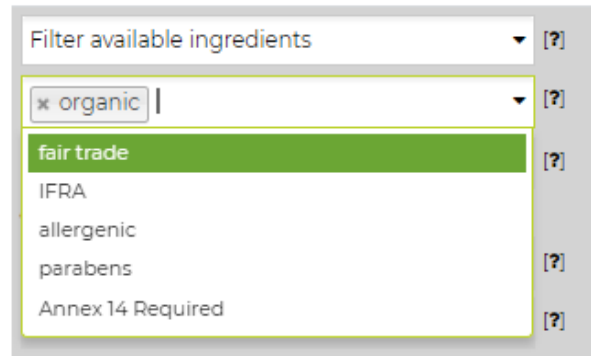 Filter available ingredients [?]
× organic [?]
fair trade [?]
IFRA
allergenic
parabens [?]
Annex 14 Required [?]